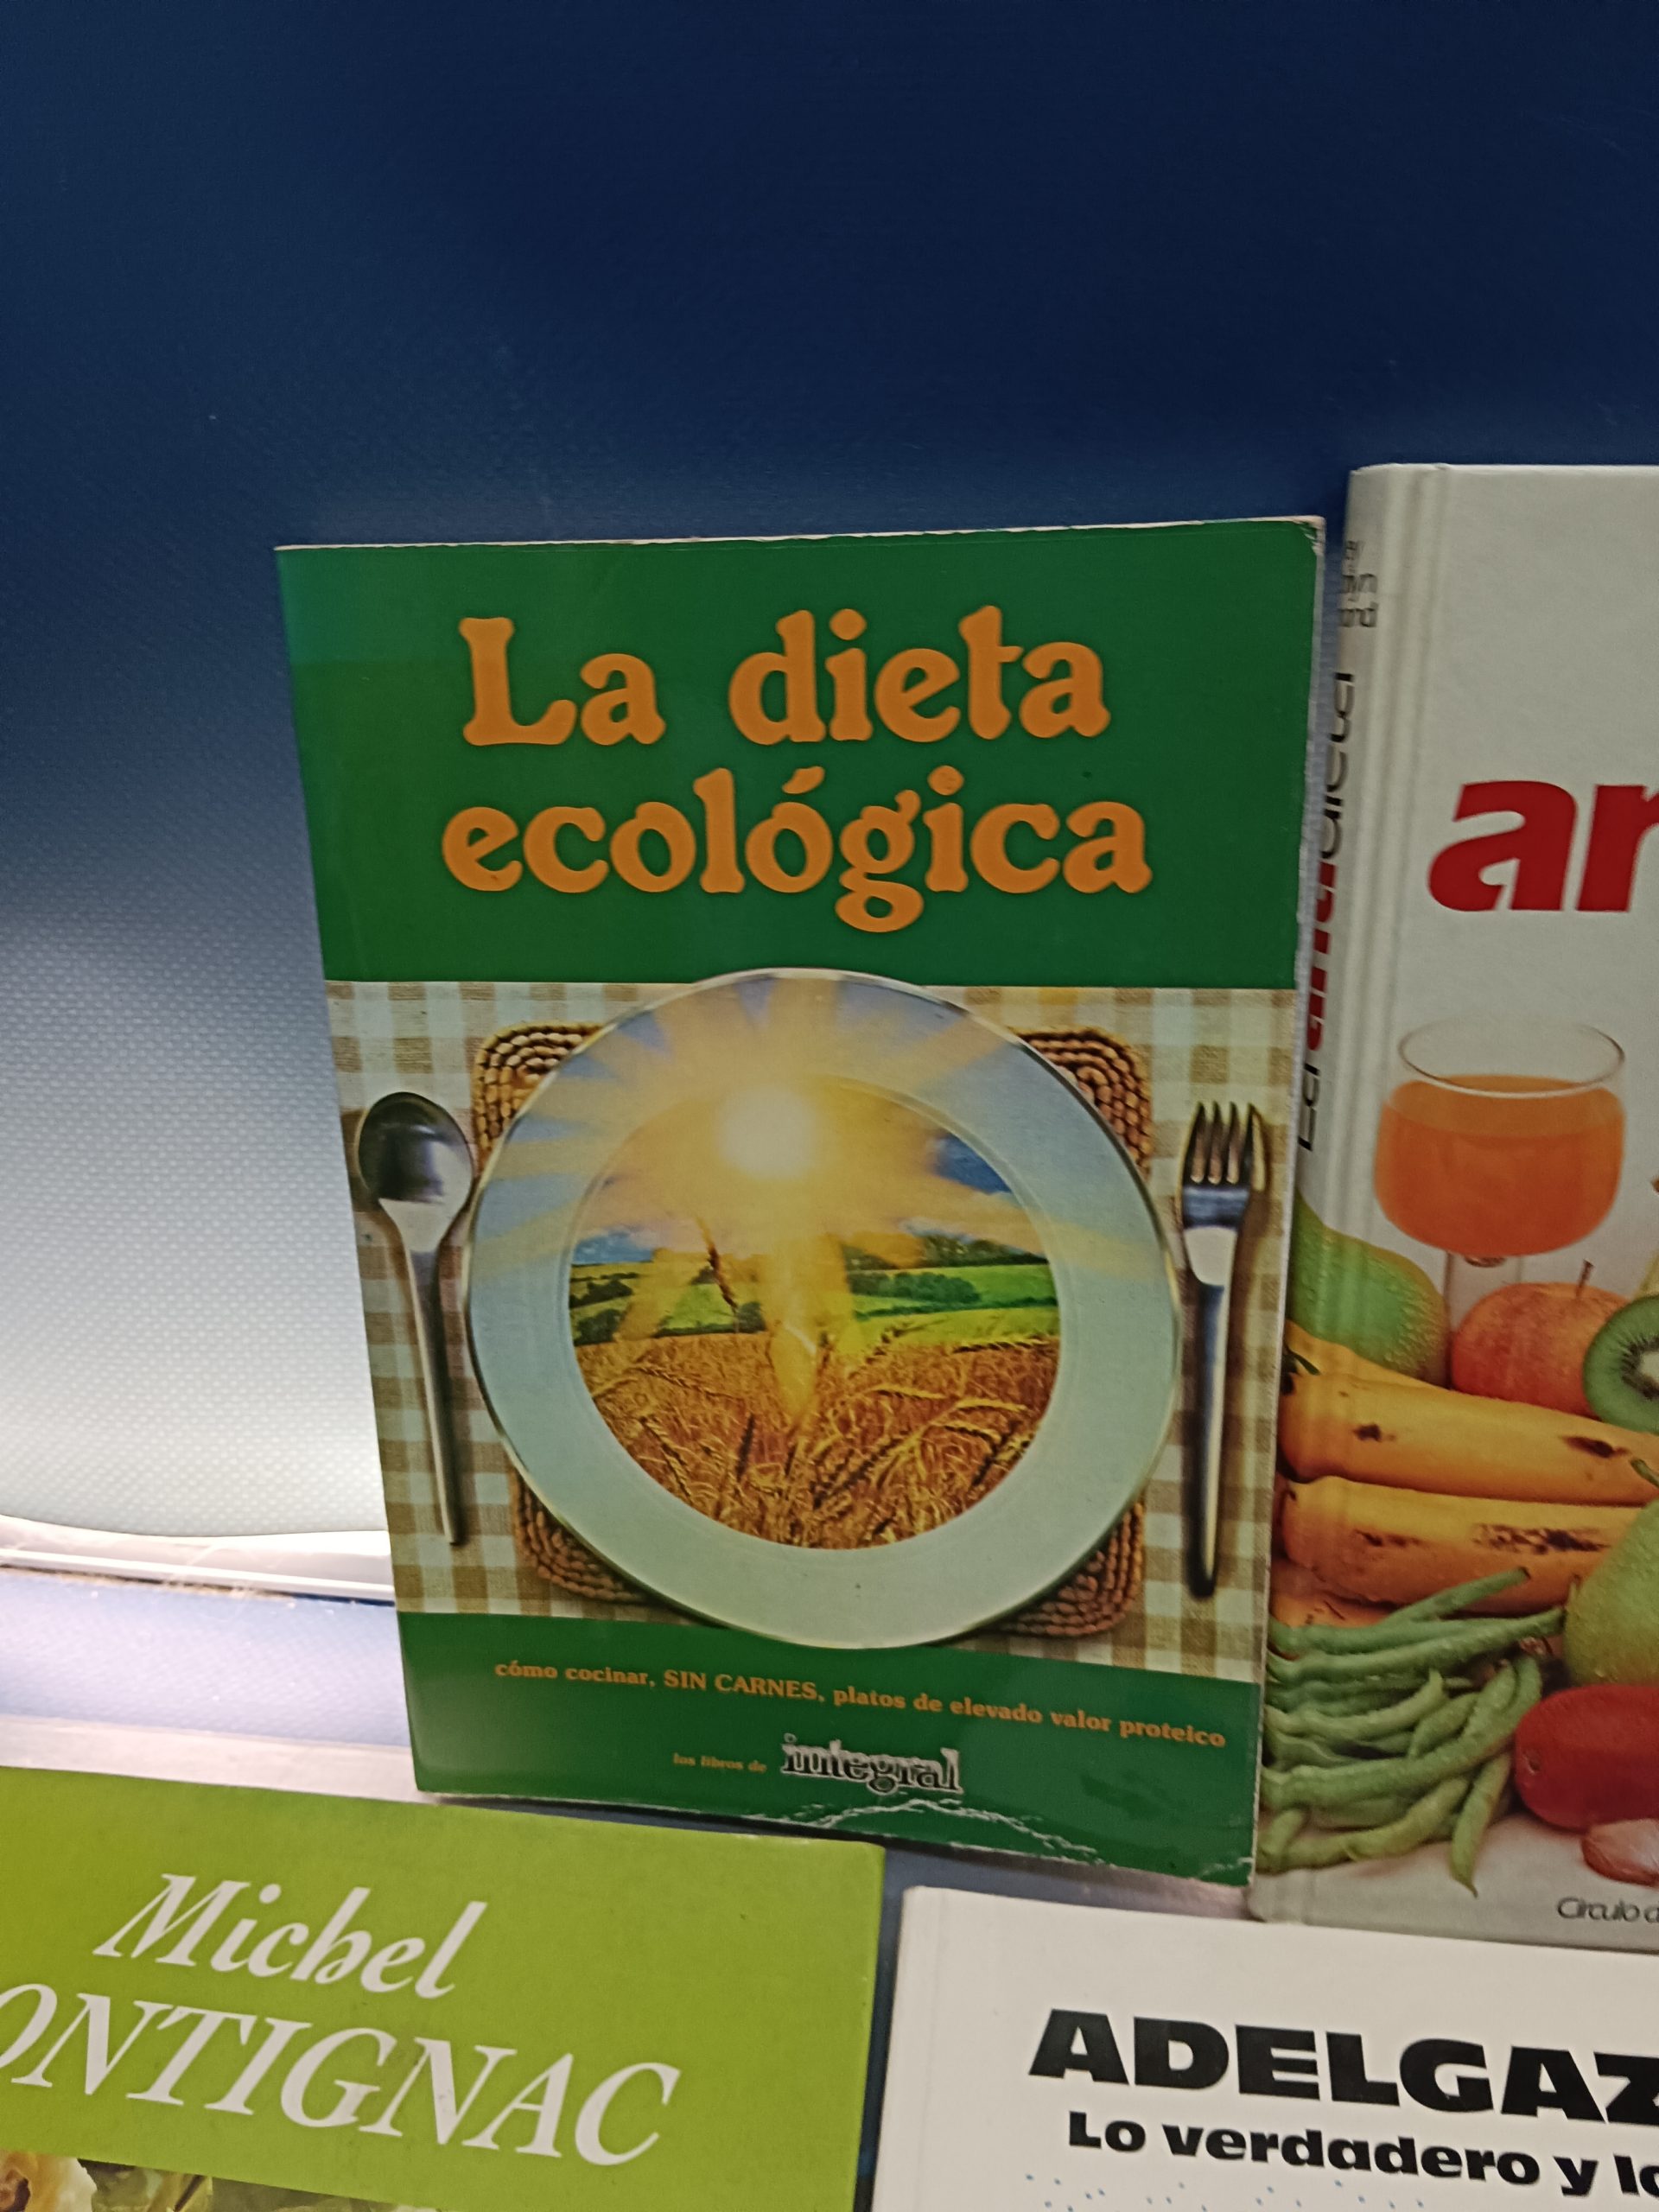 La dieta
ecológica
cómo cocinar, SIN CARNES, platos de elevado valor proteico
los libros de integral
Círculo d
Michel
ONTIGNAC
ADELGAZ
Lo verdadero y lo